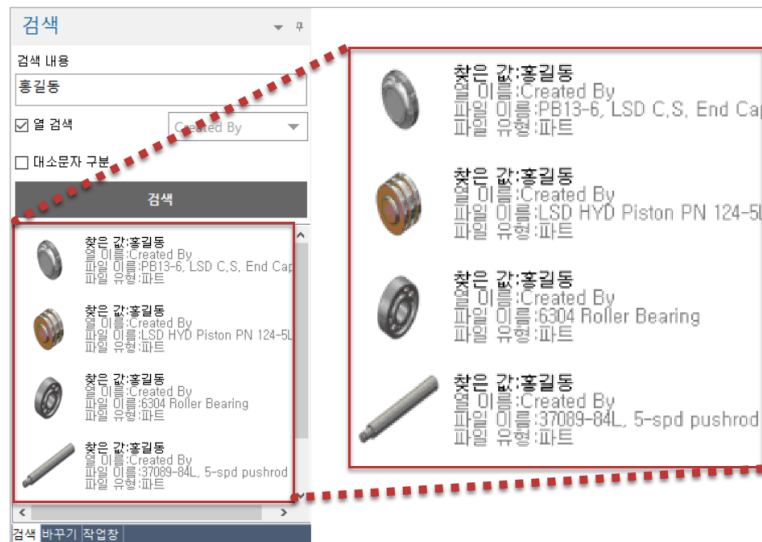 검색
검색 내용
홍길동
열 검색
Created By
대소문자 구분
검색
찾은 값:홍길동
열 이름:Created By
파일 이름:PB13-6, LSD C,S, End Cap
파일 유형:파트
찾은 값:홍길동
열 이름:Created By
파일 이름:LSD HYD Piston PN 124-5L
파일 유형:파트
찾은 값:홍길동
열 이름:Created By
파일 이름:6304 Roller Bearing
파일 유형:파트
찾은 값:홍길동
열 이름:Created By
파일 이름:37089-84L, 5-spd pushrod
파일 유형:파트
검색 바꾸기 작업창
찾은 값:홍길동
열 이름:Created By
파일 이름:PB13-6, LSD C,S, End Cap
파일 유형:파트
찾은 값:홍길동
열 이름:Created By
파일 이름:LSD HYD Piston PN 124-5L
파일 유형:파트
찾은 값:홍길동
열 이름:Created By
파일 이름:6304 Roller Bearing
파일 유형:파트
찾은 값:홍길동
열 이름:Created By
파일 이름:37089-84L, 5-spd pushrod
파일 유형:파트